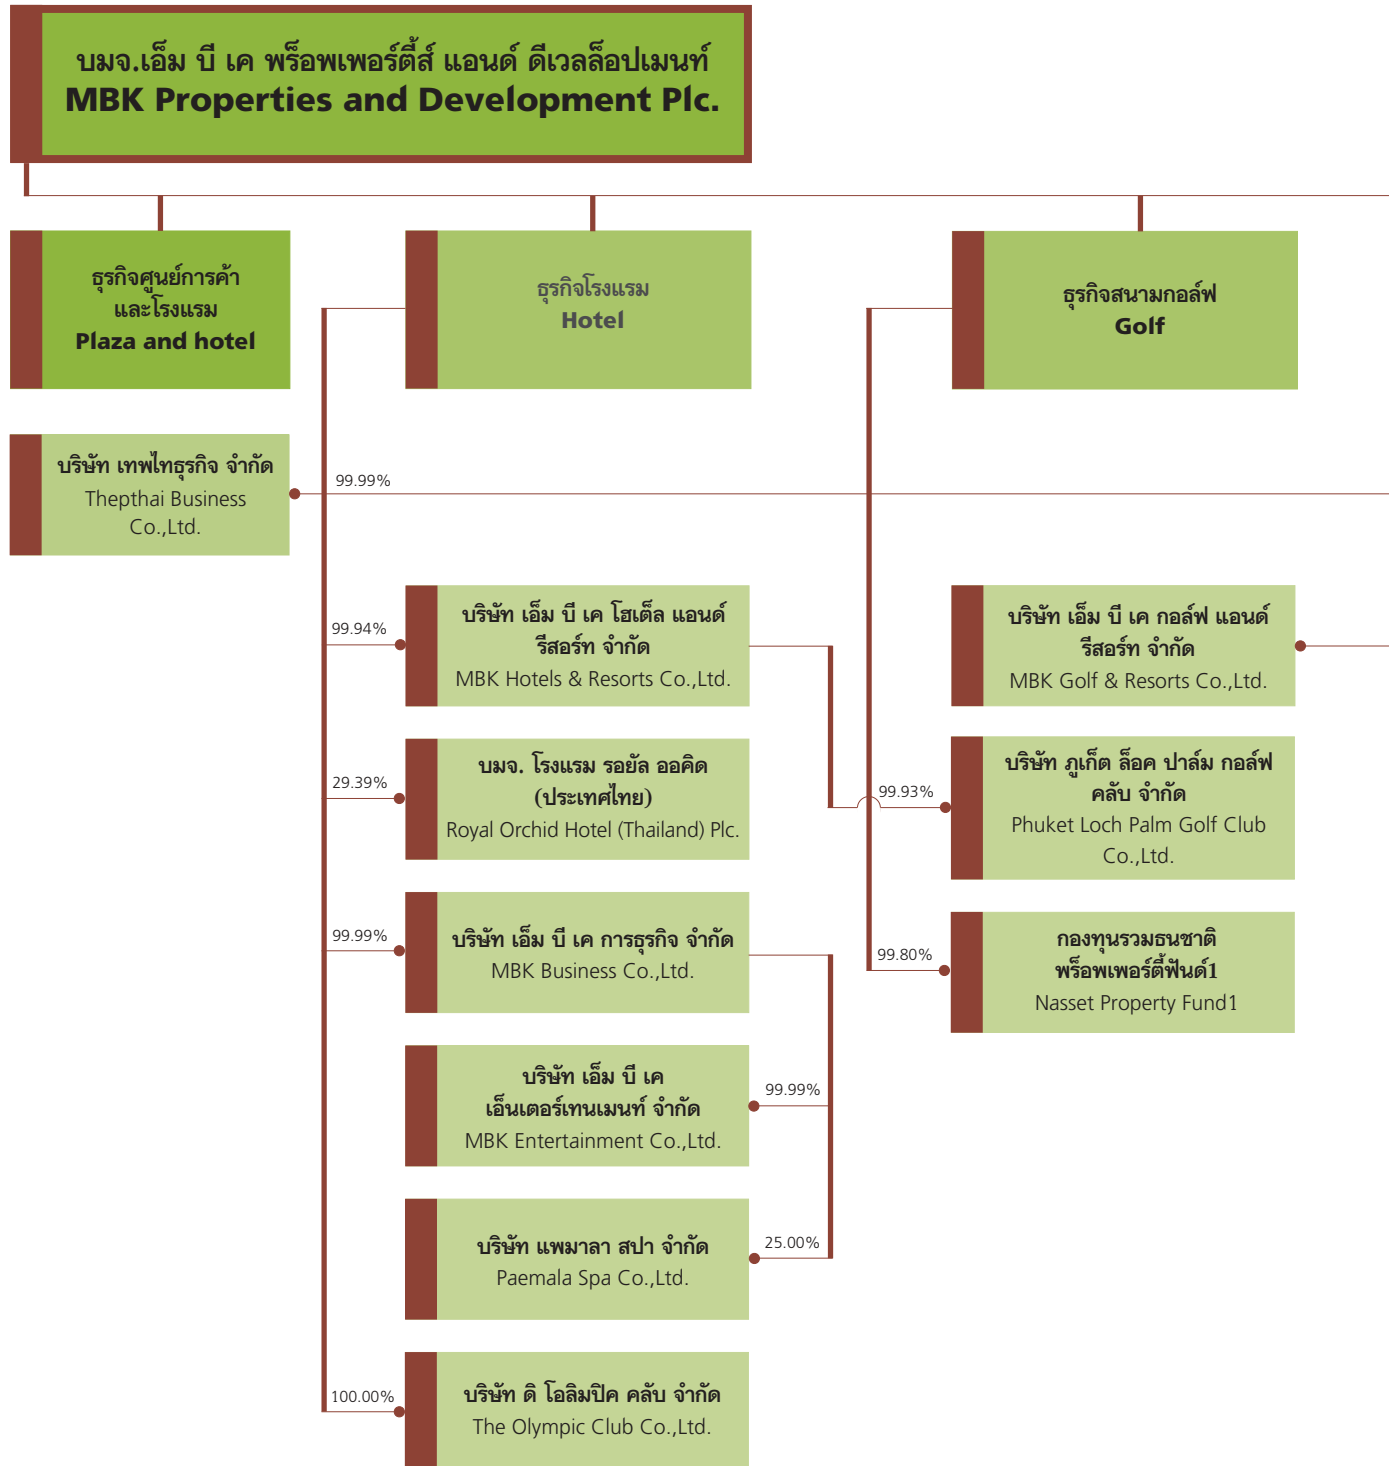 บมจ.เอ็ม บี เค พร็อพเพอร์ตี้ส์ แอนด์ ดีเวลล็อปเมนท์
MBK Properties and Development Plc.
ธุรกิจศูนย์การค้า
และโรงแรม
Plaza and hotel
ธุรกิจโรงแรม
Hotel
ธุรกิจสนามกอล์ฟ
Golf
บริษัท เทพไทธุรกิจ จำกัด
Thepthai Business
Co.,Ltd.
99.99%
99.94%
บริษัท เอ็ม บี เค โฮเต็ล แอนด์
รีสอร์ท จำกัด
MBK Hotels & Resorts Co.,Ltd.
บริษัท เอ็ม บี เค กอล์ฟ แอนด์
รีสอร์ท จำกัด
MBK Golf & Resorts Co.,Ltd.
29.39%
บมจ. โรงแรม รอยัล ออคิด
(ประเทศไทย)
Royal Orchid Hotel (Thailand) Plc.
99.93%
บริษัท ภูเก็ต ล็อค ปาล์ม กอล์ฟ
คลับ จำกัด
Phuket Loch Palm Golf Club
Co.,Ltd.
99.99%
บริษัท เอ็ม บี เค การธุรกิจ จำกัด
MBK Business Co.,Ltd.
99.80%
กองทุนรวมธนชาติ
พร็อพเพอร์ตี้ฟันด์1
Nasset Property Fund1
บริษัท เอ็ม บี เค
เอ็นเตอร์เทนเมนท์ จำกัด
MBK Entertainment Co.,Ltd.
99.99%
บริษัท แพมาลา สปา จำกัด
Paemala Spa Co.,Ltd.
25.00%
100.00%
บริษัท ดิ โอลิมปิค คลับ จำกัด
The Olympic Club Co.,Ltd.